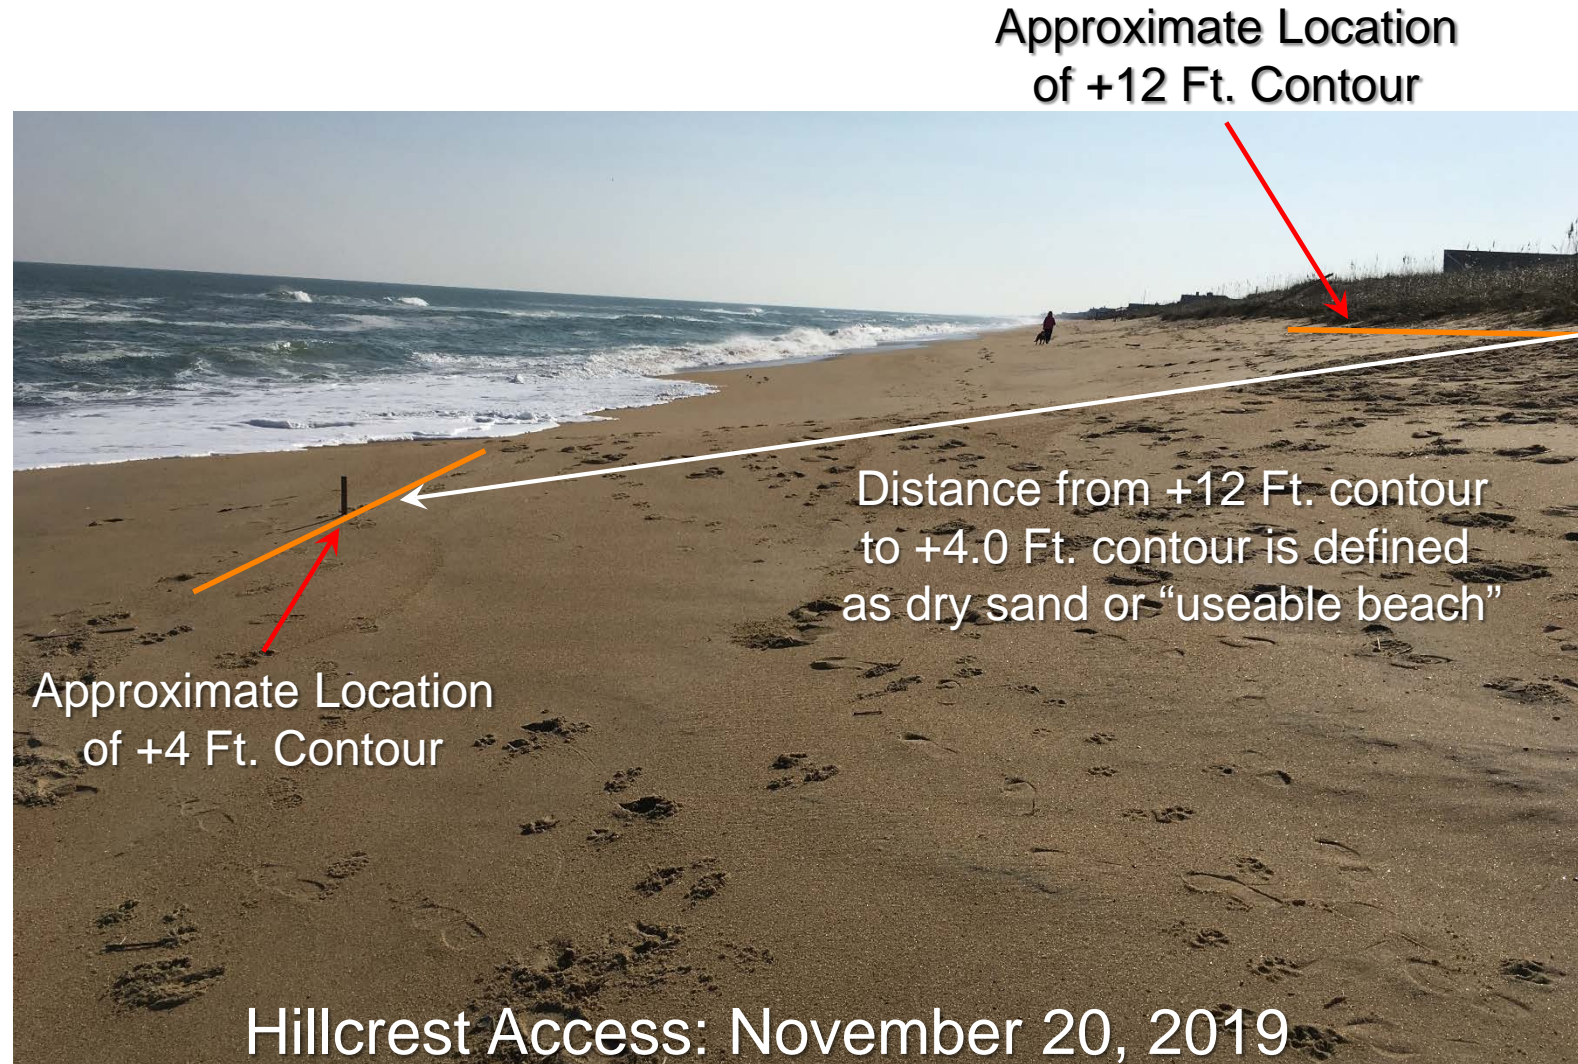 Approximate Location
of +12 Ft. Contour
Distance from +12 Ft. contour
to +4.0 Ft. contour is defined
as dry sand or “useable beach”
Approximate Location
of +4 Ft. Contour
Hillcrest Access: November 20, 2019